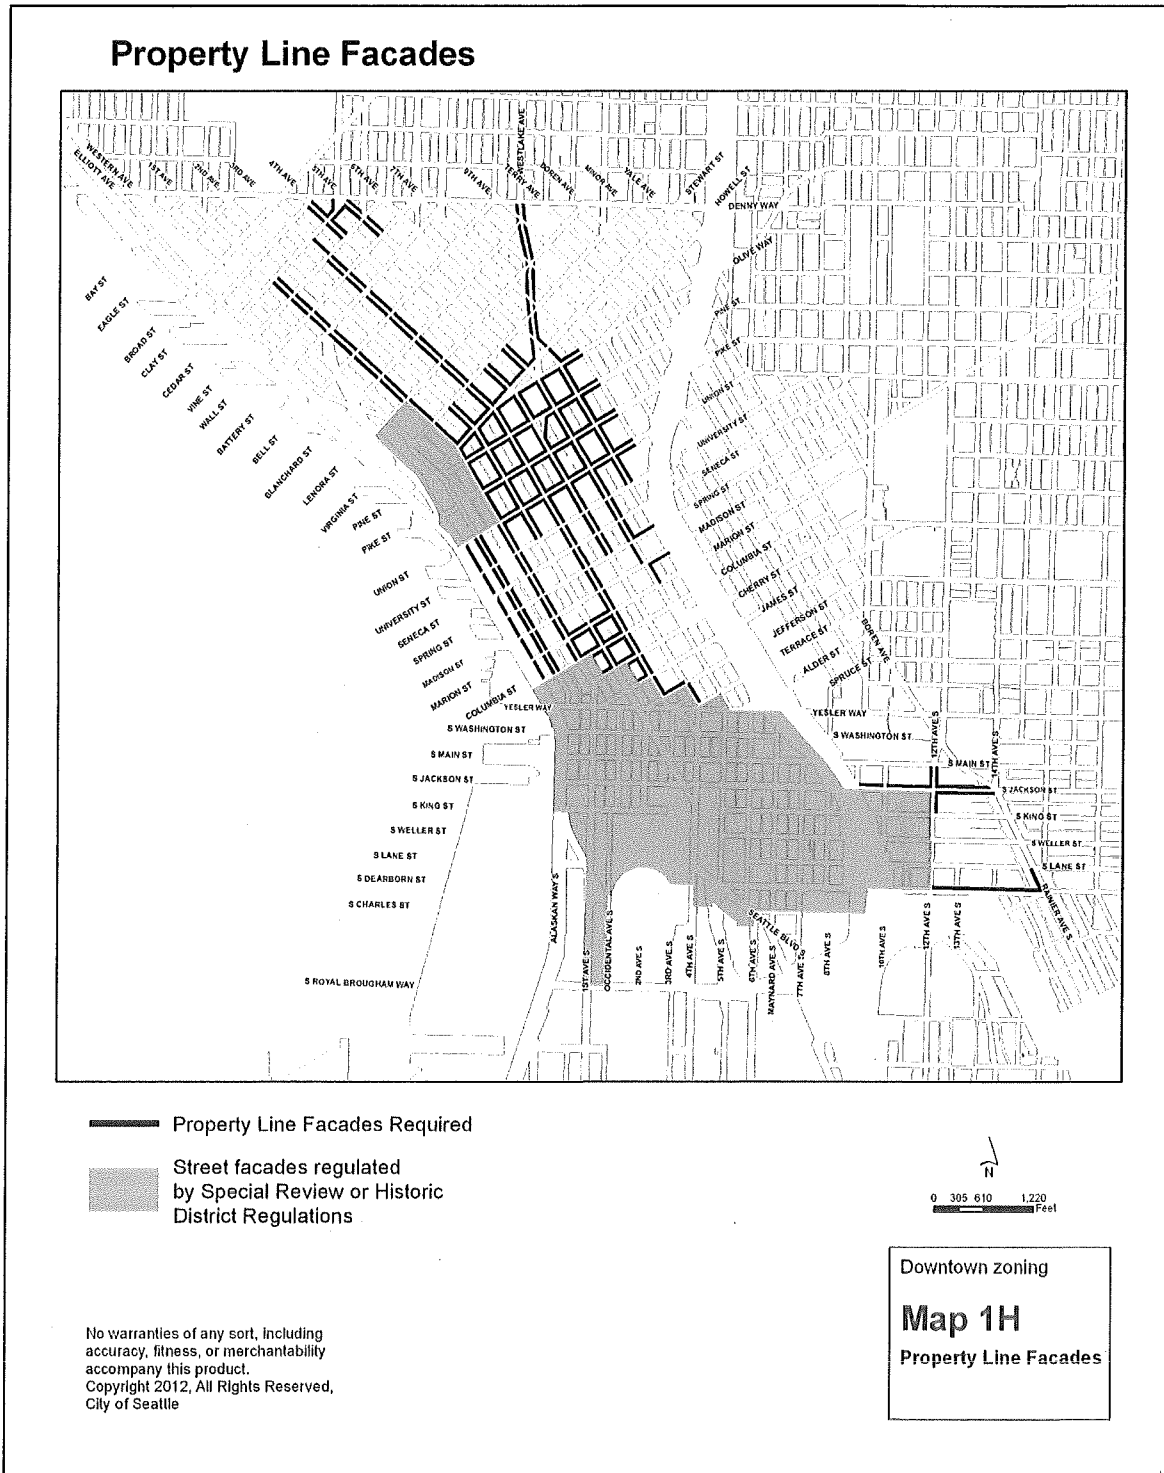 Property Line Facades
WESTERN AVE
ELLIOTT AVE
1ST AVE
2ND AVE
3RD AVE
4TH AVE
5TH AVE
6TH AVE
7TH AVE
9TH AVE
WESTLAKE AVE
TERRY AVE
BOREN AVE
MINOR AVE
YALE AVE
STEWART ST
HOWELL ST
DENNY WAY
OLIVE WAY
PINE ST
PIKE ST
UNION ST
UNIVERSITY ST
SENECA ST
SPRING ST
MADISON ST
MARION ST
COLUMBIA ST
CHERRY ST
JAMES ST
JEFFERSON ST
TERRACE ST
ALDER ST
SPRUCE ST
BOREN AVE
BAY ST
EAGLE ST
BROAD ST
CLAY ST
CEDAR ST
VINE ST
WALL ST
BATTERY ST
BELL ST
BLANCHARD ST
LENORA ST
VIRGINIA ST
PINE ST
PIKE ST
UNION ST
UNIVERSITY ST
SENECA ST
SPRING ST
MADISON ST
MARION ST
COLUMBIA ST
YESLER WAY
S WASHINGTON ST
S MAIN ST
S JACKSON ST
S KING ST
S WELLER ST
S LANE ST
S DEARBORN ST
S CHARLES ST
S ROYAL BROUGHAM WAY
YESLER WAY
S WASHINGTON ST
12TH AVE S
S MAIN ST
14TH AVE S
S JACKSON ST
S KING ST
S WELLER ST
S LANE ST
RAINIER AVE S
ALASKAN WAY S
1ST AVE S
OCCIDENTAL AVE S
2ND AVE S
3RD AVE S
4TH AVE S
5TH AVE S
6TH AVE S
MAYNARD AVE S
7TH AVE S
SEATTLE BLVD S
8TH AVE S
10TH AVE S
12TH AVE S
13TH AVE S
Property Line Facades Required
Street facades regulated
by Special Review or Historic
District Regulations
N
0 305 610 1,220
Feet
Downtown zoning
Map 1H
Property Line Facades
No warranties of any sort, including
accuracy, fitness, or merchantability
accompany this product.
Copyright 2012, All Rights Reserved,
City of Seattle